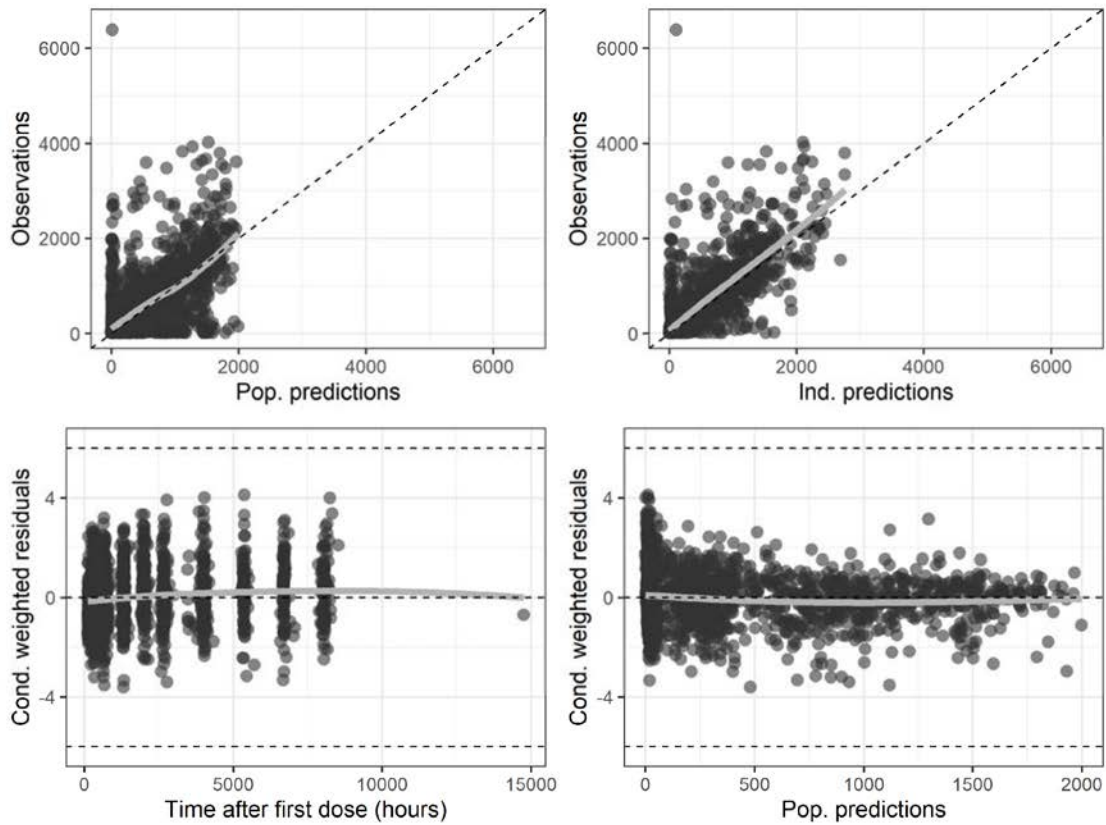 Observations
6000
4000
2000
0
0 2000 4000 6000
Pop. predictions
Observations
6000
4000
2000
0
0 2000 4000 6000
Ind. predictions
Cond. weighted residuals
4
0
-4
0 5000 10000 15000
Time after first dose (hours)
Cond. weighted residuals
4
0
-4
0 500 1000 1500 2000
Pop. predictions